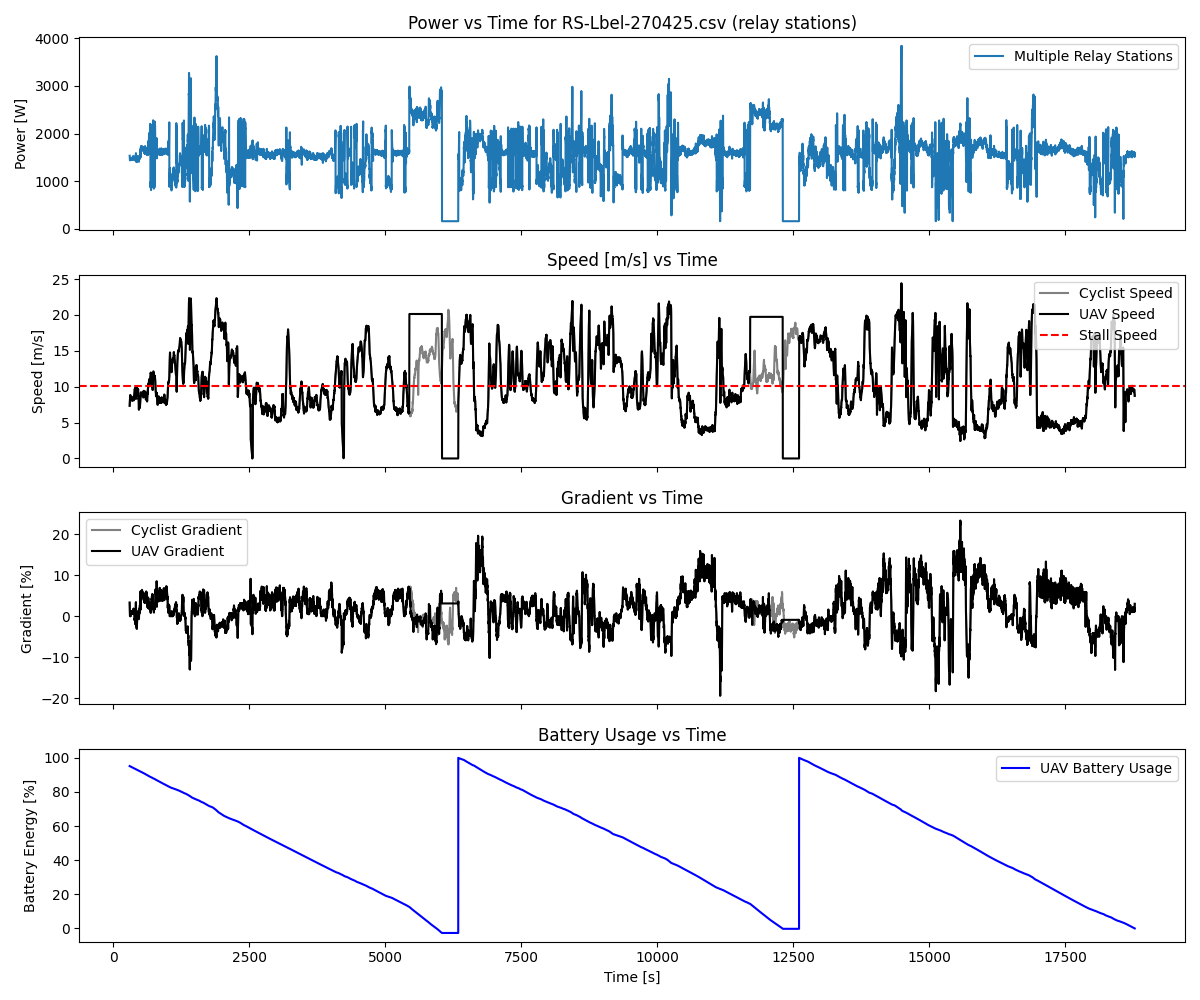 Power vs Time for RS-Lbel-270425.csv (relay stations)
4000
3000
2000
1000
0
Power [W]
Multiple Relay Stations
Speed [m/s] vs Time
25
20
15
10
5
0
Speed [m/s]
Cyclist Speed
UAV Speed
Stall Speed
Gradient vs Time
20
10
0
−10
−20
Gradient [%]
Cyclist Gradient
UAV Gradient
Battery Usage vs Time
100
80
60
40
20
0
Battery Energy [%]
UAV Battery Usage
0 2500 5000 7500 10000 12500 15000 17500
Time [s]